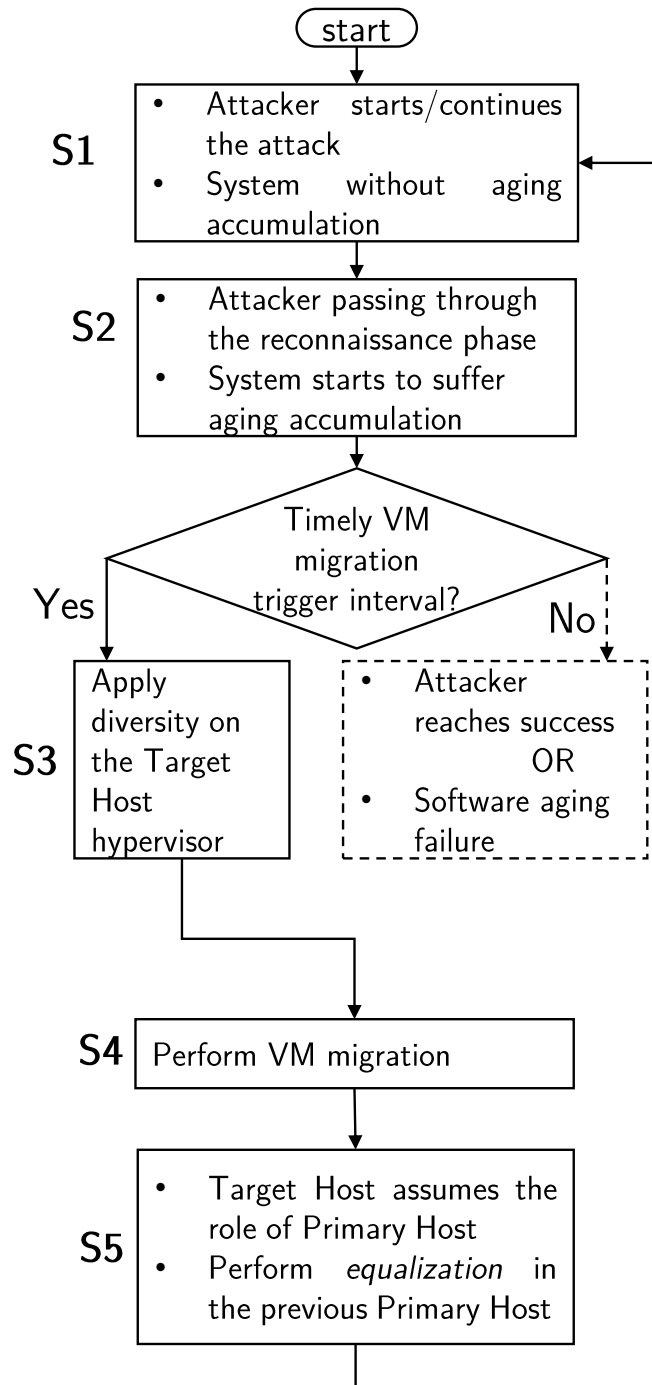 start
S1
• Attacker starts/continues
the attack
• System without aging
accumulation
S2
• Attacker passing through
the reconnaissance phase
• System starts to suffer
aging accumulation
Timely VM
migration
trigger interval?
Yes
No
S3
Apply
diversity on
the Target
Host
hypervisor
• Attacker
reaches success
OR
• Software aging
failure
S4
Perform VM migration
S5
• Target Host assumes the
role of Primary Host
• Perform equalization in
the previous Primary Host